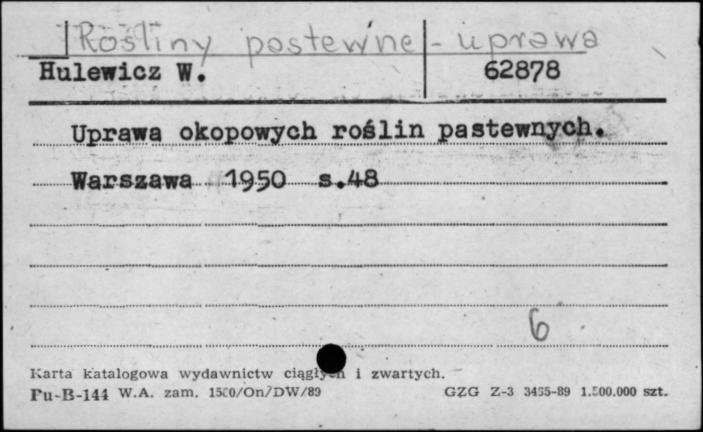 Rośliny pastewne - uprawa
Hulewicz W. 62878
Uprawa okopowych roślin pastewnych.
Warszawa 1950 s.48
6
Karta katalogowa wydawnictw ciągłych i zwartych.
Pu-B-144 W.A. zam. 1500/On/DW/89 GZG Z-3 3455-89 1.500.000 szt.